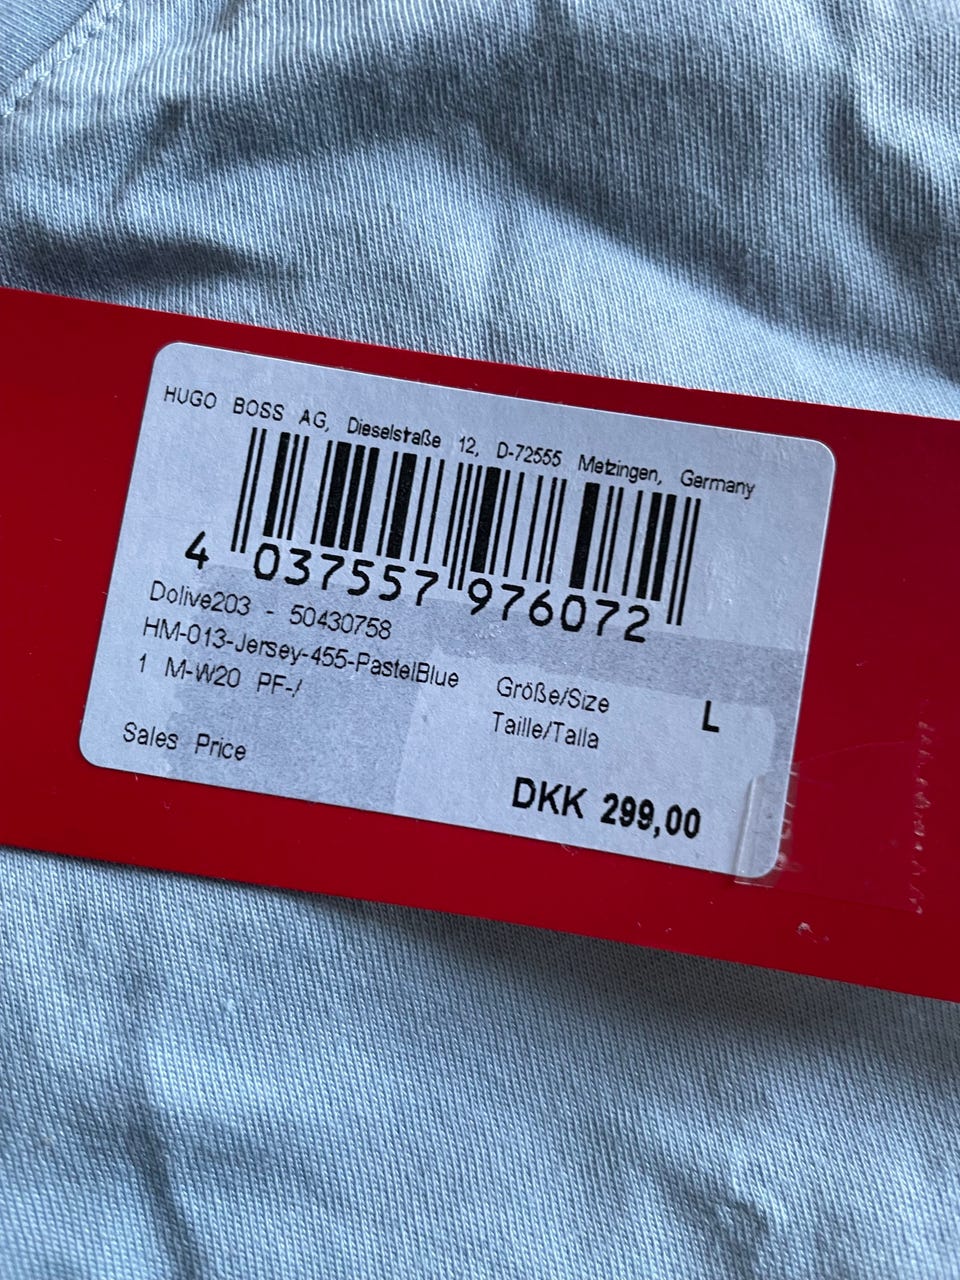 HUGO BOSS AG, Dieselstaße 12, D-72555 Metzingen, Germany
4 037557 976072
Dolive203 - 50430758
HM-013-Jersey-455-PastelBlue
1 M-W20 PF-/
Größe/Size L
Taille/Talla
Sales Price DKK 299,00